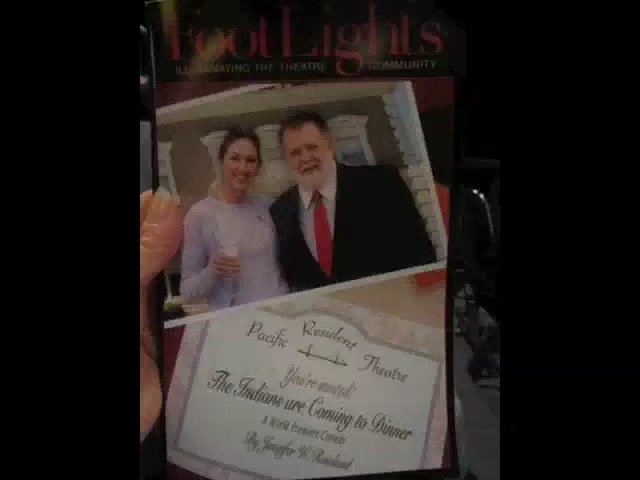 FootLights
ILLUMINATING THE THEATRE COMMUNITY
Pacific Resident Theatre
You're invited!
The Indians are Coming to Dinner
A World Premiere Comedy
By Jennifer W. Rowland